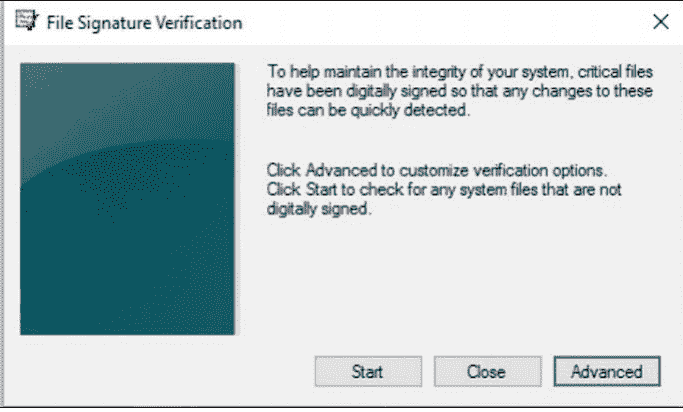 File Signature Verification
To help maintain the integrity of your system, critical files
have been digitally signed so that any changes to these
files can be quickly detected.
Click Advanced to customize verification options.
Click Start to check for any system files that are not
digitally signed.
Start
Close
Advanced